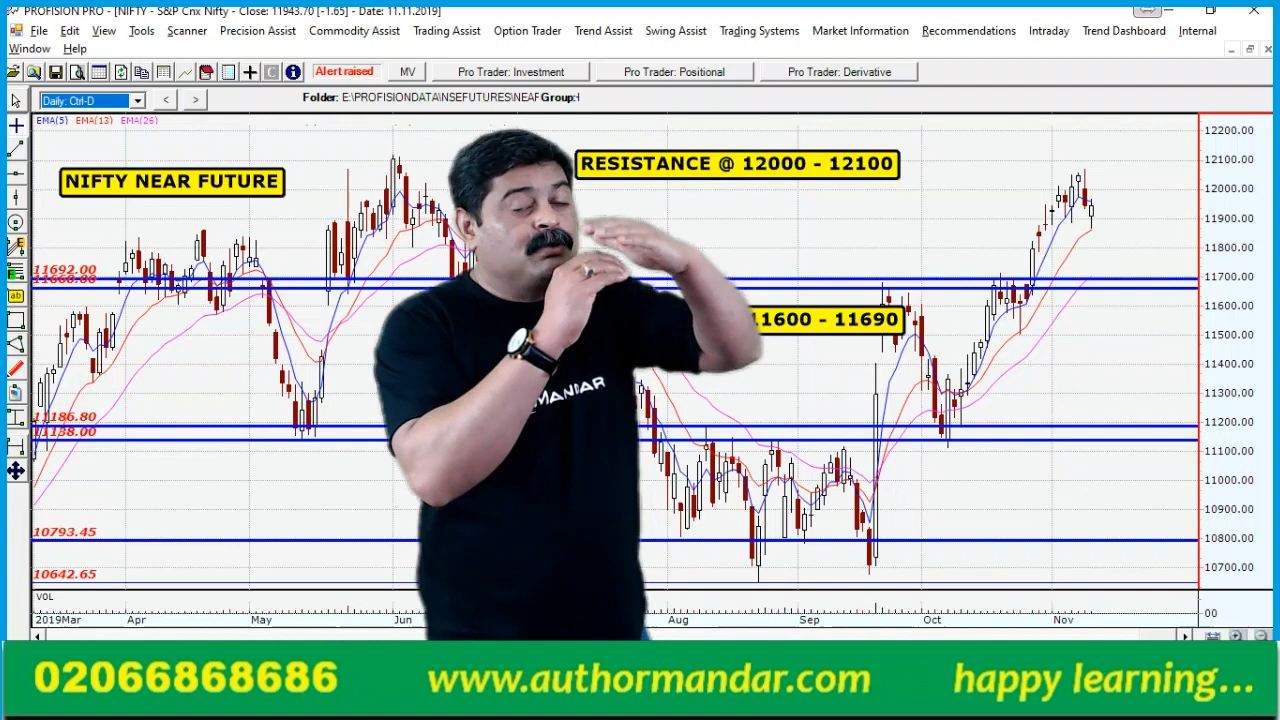 PROFISION PRO - [NIFTY - S&P Cnx Nifty - Close: 11943.70 [-1.65] - Date: 11.11.2019]
File Edit View Tools Scanner Precision Assist Commodity Assist Trading Assist Option Trader Trend Assist Swing Assist Trading Systems Market Information Recommendations Intraday Trend Dashboard Internal
Window Help
Alert raised MV Pro Trader: Investment Pro Trader: Positional Pro Trader: Derivative
Daily: Ctrl-D < > Folder: E:\PROFISIONDATA\NSEFUTURES\NEAF Group:
EMA(5) EMA(13) EMA(26)
NIFTY NEAR FUTURE
RESISTANCE @ 12000 - 12100
11600 - 11690
11692.00
11186.80
11138.00
10793.45
10642.65
12200.00
12100.00
12000.00
11900.00
11800.00
11700.00
11600.00
11500.00
11400.00
11300.00
11200.00
11100.00
11000.00
10900.00
10800.00
10700.00
VOL
00
2019Mar Apr May Jun Aug Sep Oct Nov
MANDAR
02066868686 www.authormandar.com happy learning...